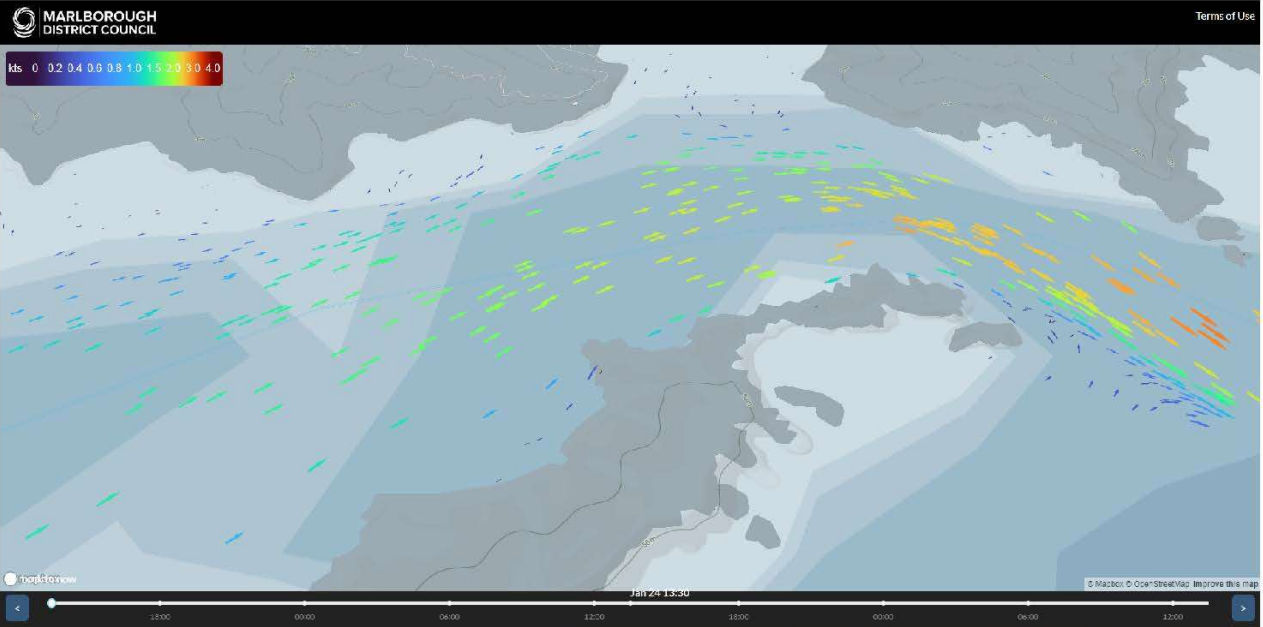 MARLBOROUGH
DISTRICT COUNCIL
Terms of Use
kts 0 0.2 0.4 0.6 0.8 1.0 1.5 2.0 3.0 4.0
50m
© Mapbox © OpenStreetMap Improve this map
Jan 24 13:30
<
18:00 00:00 06:00 12:00 18:00 00:00 06:00 12:00
>